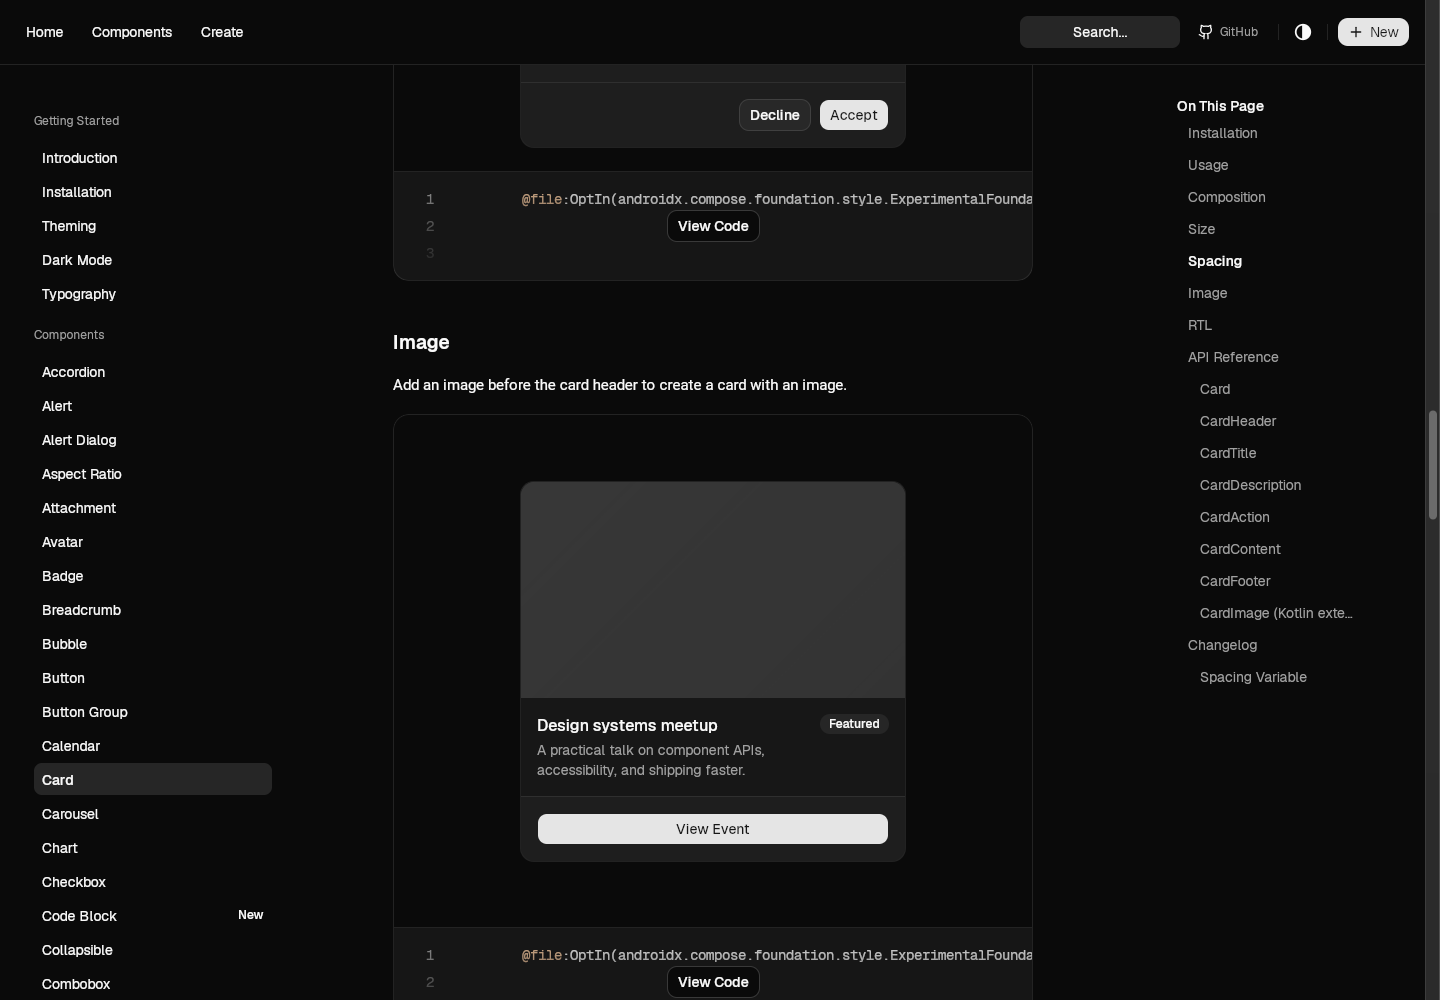 Home
Components
Create
Search...
GitHub
New
Getting Started
Introduction
Installation
Theming
Dark Mode
Typography
Components
Accordion
Alert
Alert Dialog
Aspect Ratio
Attachment
Avatar
Badge
Breadcrumb
Bubble
Button
Button Group
Calendar
Card
Carousel
Chart
Checkbox
Code Block New
Collapsible
Combobox
Decline
Accept
1 @file:OptIn(androidx.compose.foundation.style.ExperimentalFounda
2
View Code
3
Image
Add an image before the card header to create a card with an image.
Design systems meetup
Featured
A practical talk on component APIs,
accessibility, and shipping faster.
View Event
1 @file:OptIn(androidx.compose.foundation.style.ExperimentalFounda
2
View Code
On This Page
Installation
Usage
Composition
Size
Spacing
Image
RTL
API Reference
Card
CardHeader
CardTitle
CardDescription
CardAction
CardContent
CardFooter
CardImage (Kotlin exte...
Changelog
Spacing Variable